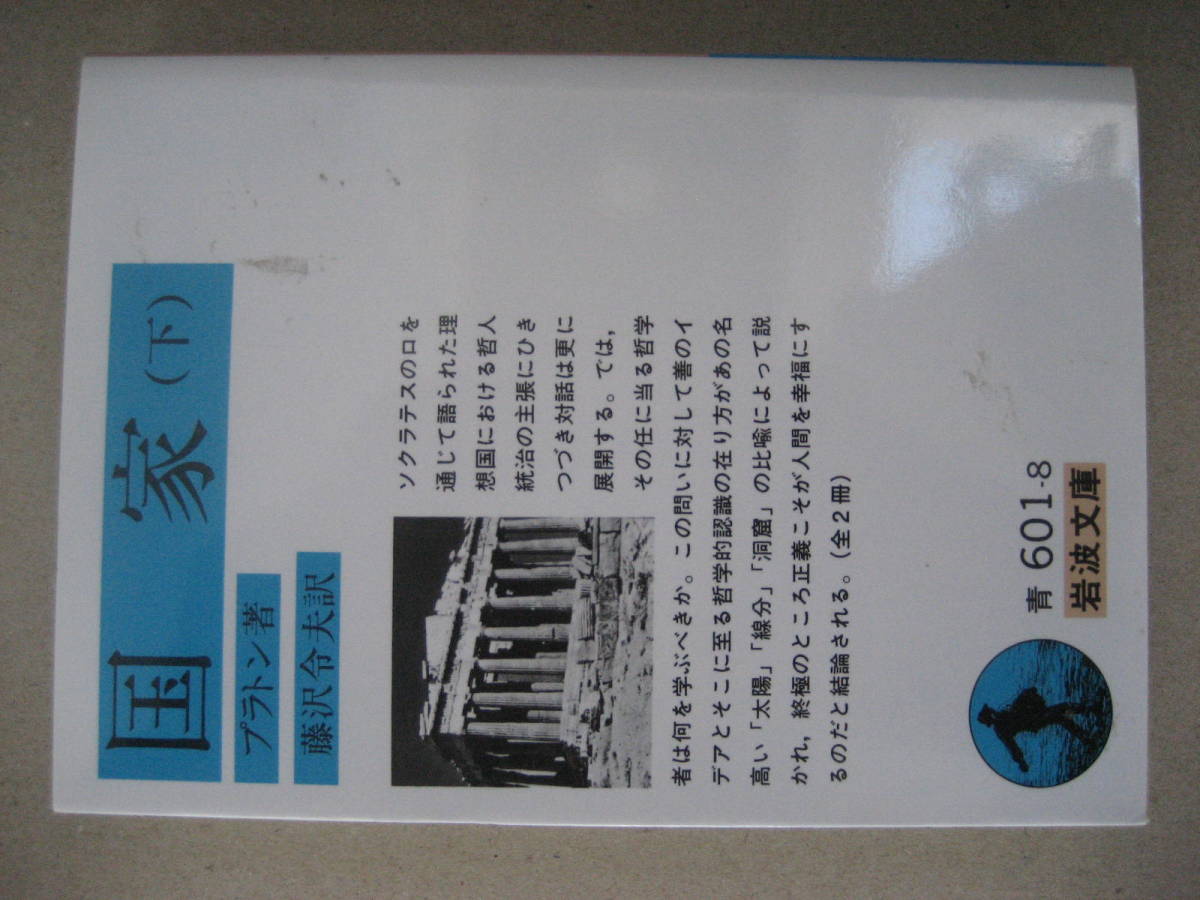 国家(下)
プラトン著
藤沢令夫訳
ソクラテスの口を
通じて語られた理
想国における哲人
統治の主張にひき
つづき対話は更に
展開する。では,
その任に当る哲学
者は何を学ぶべきか。この問いに対して善のイ
デアとそこに至る哲学的認識の在り方があの名
高い「太陽」「線分」「洞窟」の比喩によって説
かれ,終極のところ正義こそが人間を幸福にす
るのだと結論される。(全2冊)
青 601-8
岩波文庫